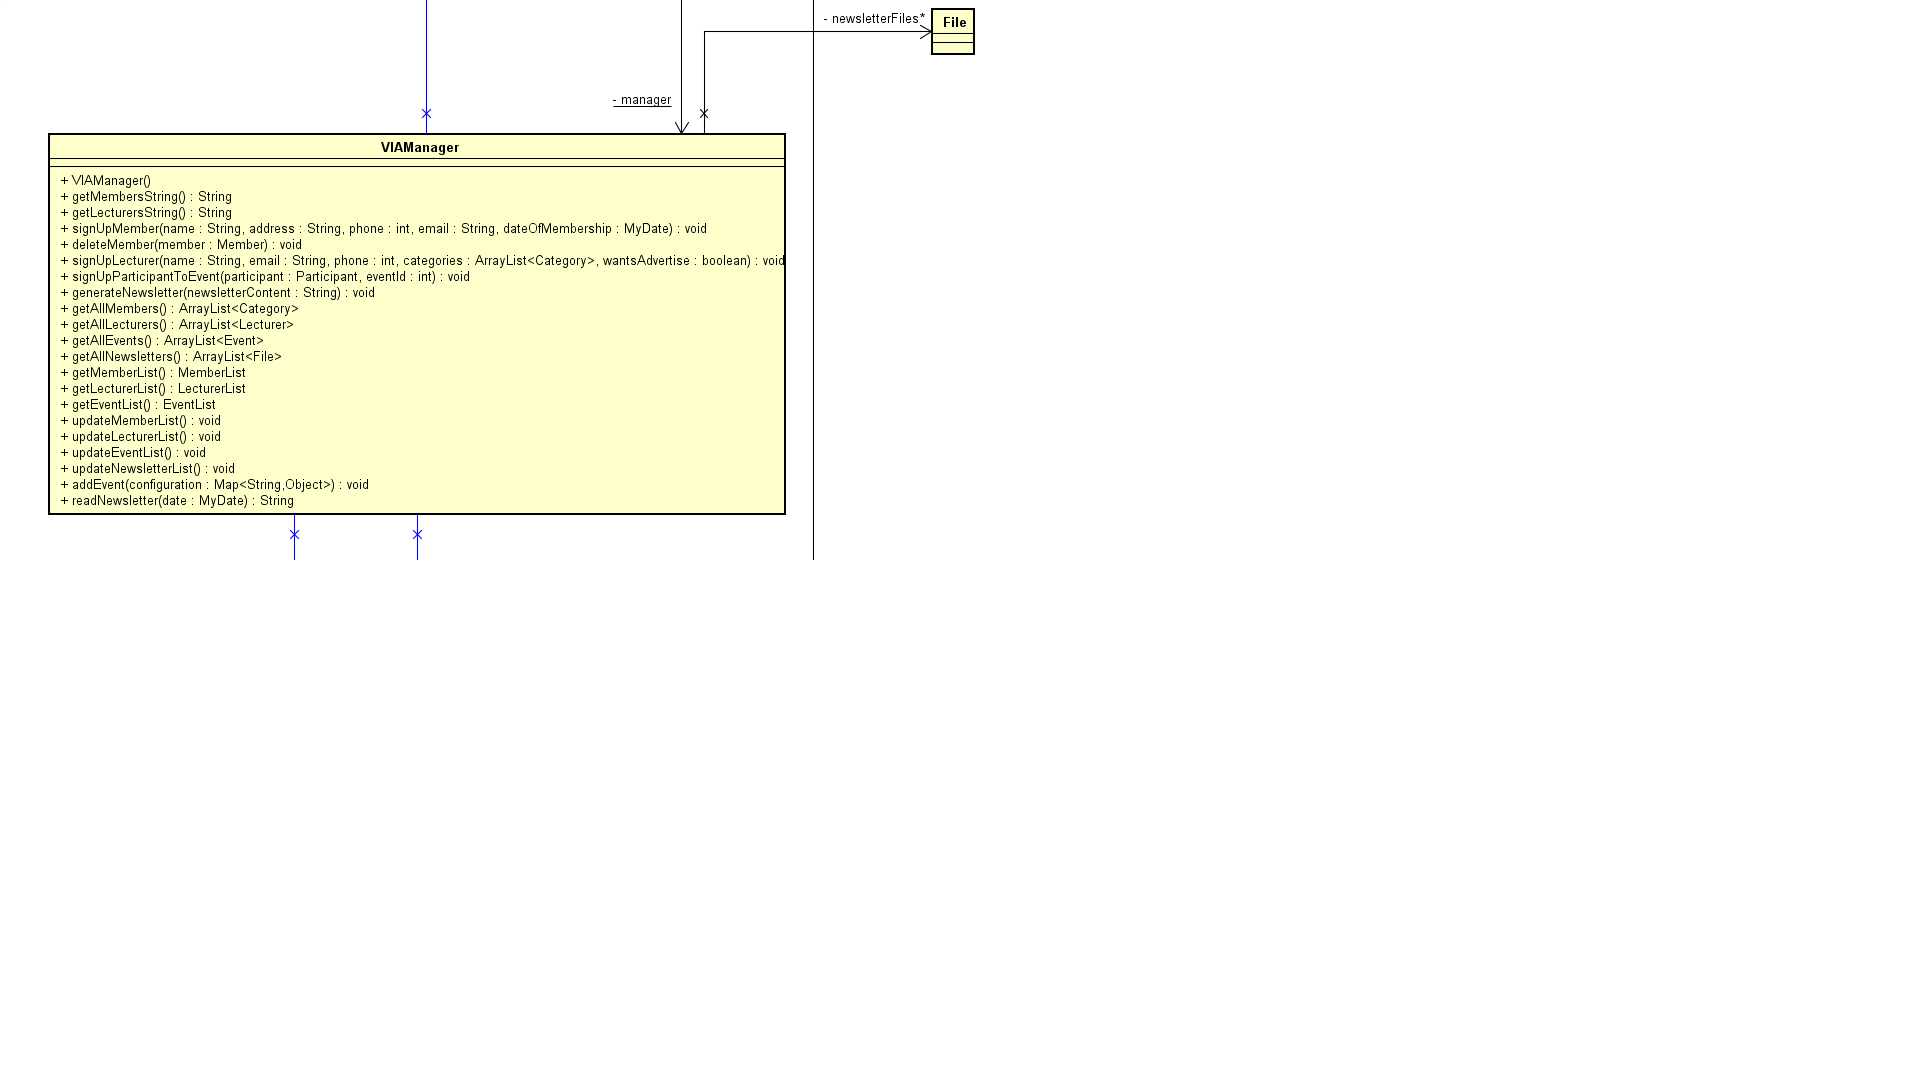 - newsletterFiles*
File
- manager
VIAManager
+ VIAManager()
+ getMembersString() : String
+ getLecturersString() : String
+ signUpMember(name : String, address : String, phone : int, email : String, dateOfMembership : MyDate) : void
+ deleteMember(member : Member) : void
+ signUpLecturer(name : String, email : String, phone : int, categories : ArrayList<Category>, wantsAdvertise : boolean) : void
+ signUpParticipantToEvent(participant : Participant, eventId : int) : void
+ generateNewsletter(newsletterContent : String) : void
+ getAllMembers() : ArrayList<Category>
+ getAllLecturers() : ArrayList<Lecturer>
+ getAllEvents() : ArrayList<Event>
+ getAllNewsletters() : ArrayList<File>
+ getMemberList() : MemberList
+ getLecturerList() : LecturerList
+ getEventList() : EventList
+ updateMemberList() : void
+ updateLecturerList() : void
+ updateEventList() : void
+ updateNewsletterList() : void
+ addEvent(configuration : Map<String,Object>) : void
+ readNewsletter(date : MyDate) : String